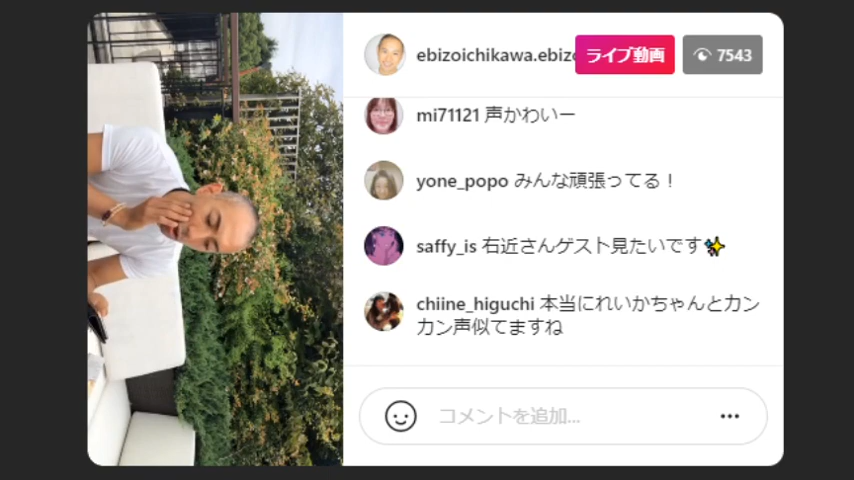 ebizoichikawa.ebizo
ライブ動画
7543
mi71121 声かわいー
yone_popo みんな頑張ってる！
saffy_is 右近さんゲスト見たいです✨
chiine_higuchi 本当にれいかちゃんとカン
カン声似てますね
コメントを追加...